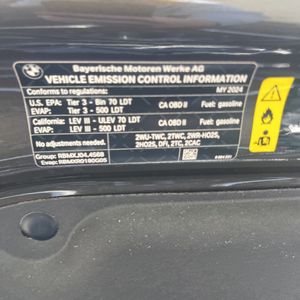 Bayerische Motoren Werke AG
VEHICLE EMISSION CONTROL INFORMATION
Conforms to regulations: MY 2024
U.S. EPA: Tier 3 - Bin 70 LDT CA OBD II Fuel: gasoline
EVAP: Tier 3 - 500 LDT
California: LEV III - ULEV 70 LDT CA OBD II Fuel: gasoline
EVAP: LEV III - 500 LDT
No adjustments needed. 2WU-TWC, 2TWC, 2WR-HO2S,
2HO2S, DFI, 2TC, 2CAC
Group:
Evap: